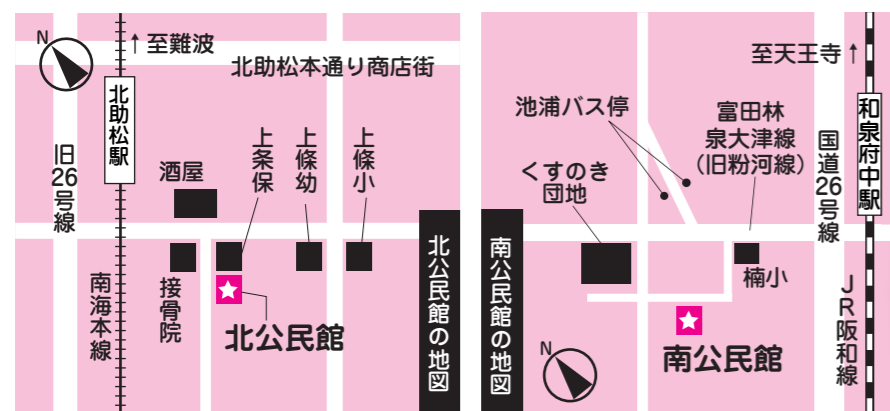 N
↑至難波
北助松本通り商店街
北助松駅
旧26号線
酒屋
上条保
上條幼
上條小
南海本線
接骨院
北公民館
北公民館の地図
至天王寺↑
池浦バス停
富田林
泉大津線
(旧粉河線)
国道26号線
和泉府中駅
くすのき
団地
楠小
JR阪和線
南公民館
南公民館の地図
N